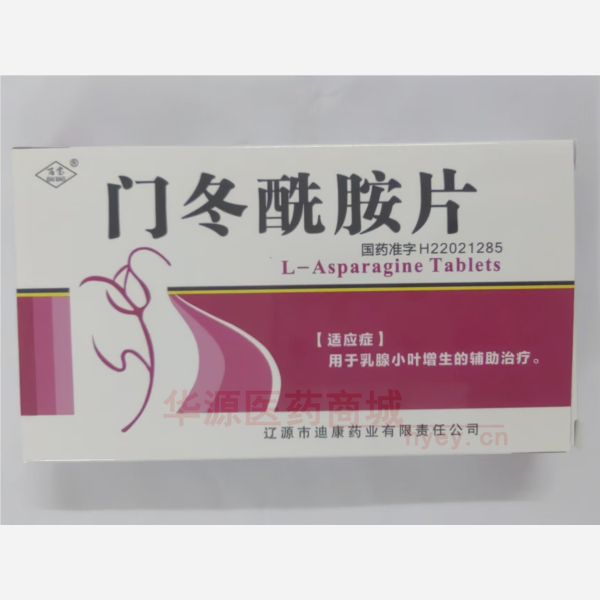 ®
门冬酰胺片
国药准字H22021285
L-Asparagine Tablets
【适应症】
用于乳腺小叶增生的辅助治疗。
华源医药商城
hyey.cn
辽源市迪康药业有限责任公司